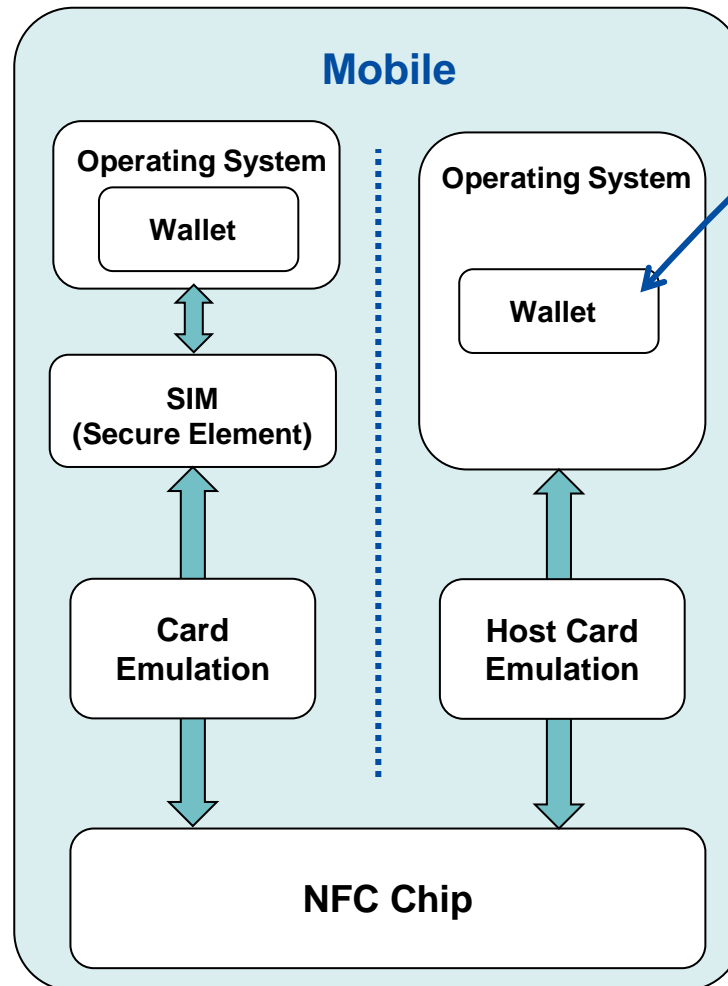 Mobile
Operating System
Wallet
SIM
(Secure Element)
Card
Emulation
Operating System
Wallet
Host Card
Emulation
NFC Chip